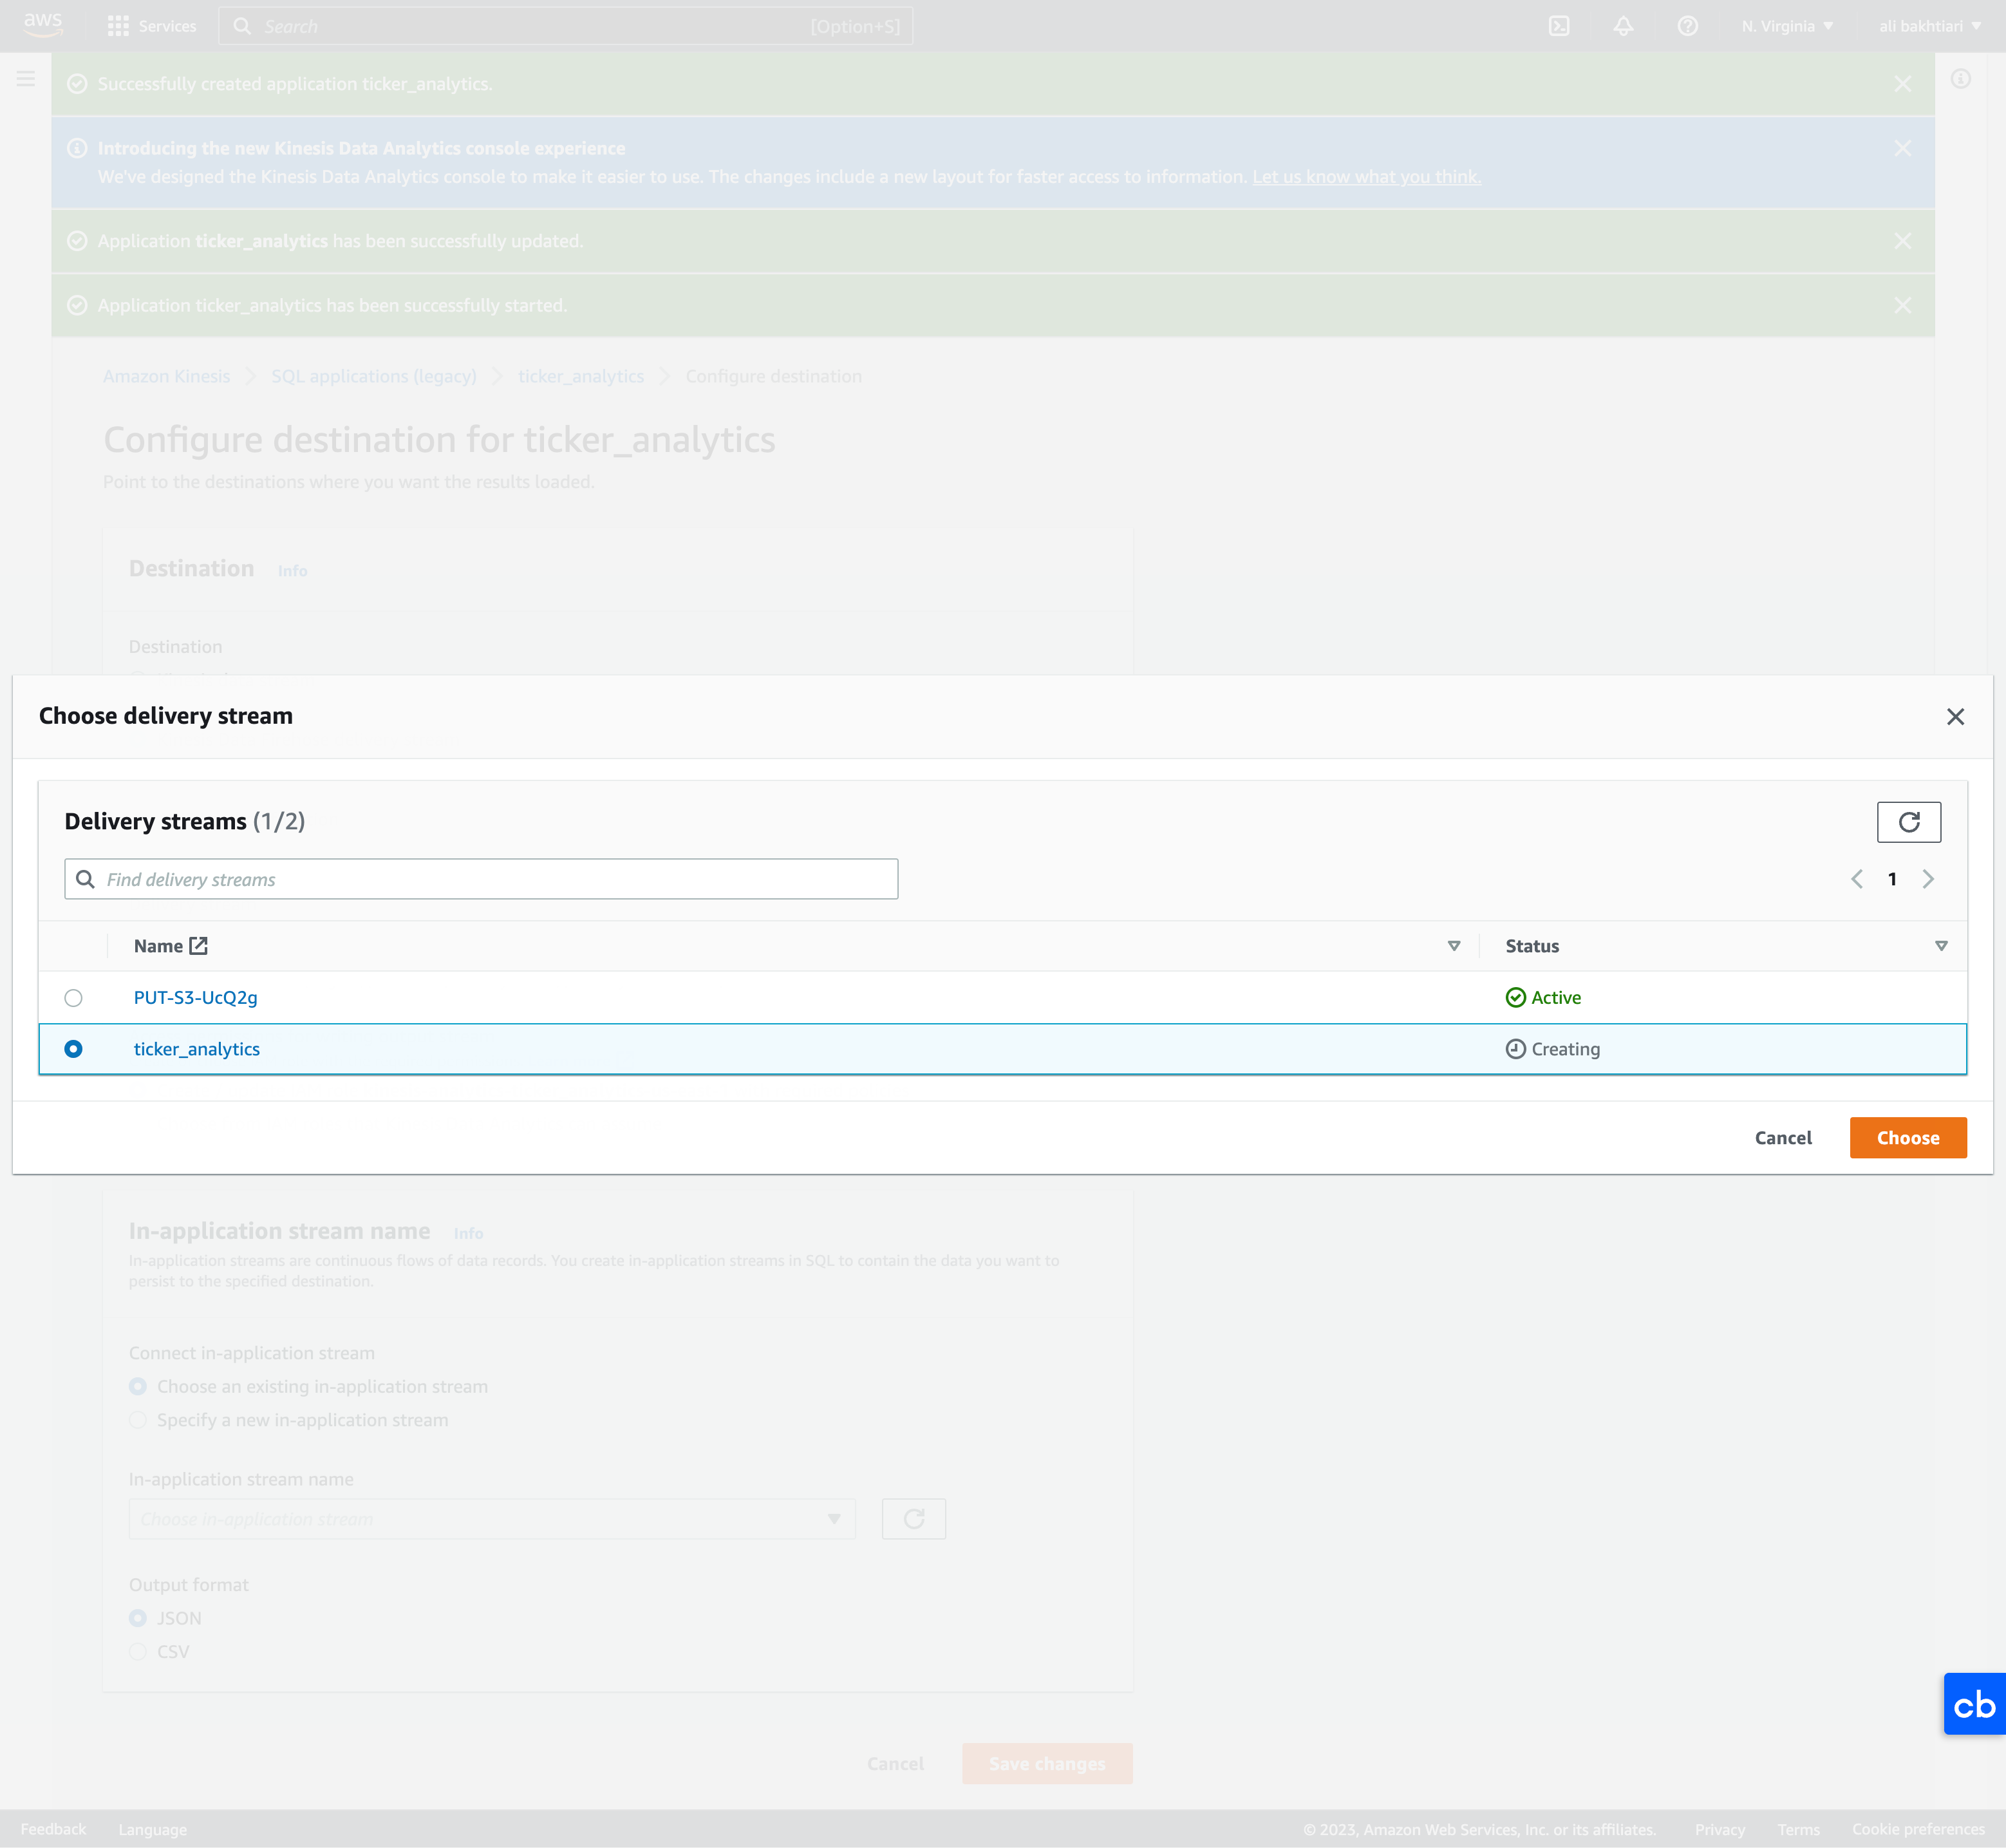 aws
Services
Search
[Option+S]
N. Virginia
ali bakhtiari
Successfully created application ticker_analytics.
Introducing the new Kinesis Data Analytics console experience
We've designed the Kinesis Data Analytics console to make it easier to use. The changes include a new layout for faster access to information. Let us know what you think.
Application ticker_analytics has been successfully updated.
Application ticker_analytics has been successfully started.
Amazon Kinesis
SQL applications (legacy)
ticker_analytics
Configure destination
Configure destination for ticker_analytics
Point to the destinations where you want the results loaded.
Destination Info
Destination
Choose delivery stream
Delivery streams (1/2)
Find delivery streams
1
Name
Status
PUT-S3-UcQ2g
Active
ticker_analytics
Creating
Cancel
Choose
In-application stream name Info
In-application streams are continuous flows of data records. You create in-application streams in SQL to contain the data you want to
persist to the specified destination.
Connect in-application stream
Choose an existing in-application stream
Specify a new in-application stream
In-application stream name
Choose in-application stream
Output format
JSON
CSV
cb
Cancel
Save changes
Feedback
Language
© 2023, Amazon Web Services, Inc. or its affiliates.
Privacy
Terms
Cookie preferences